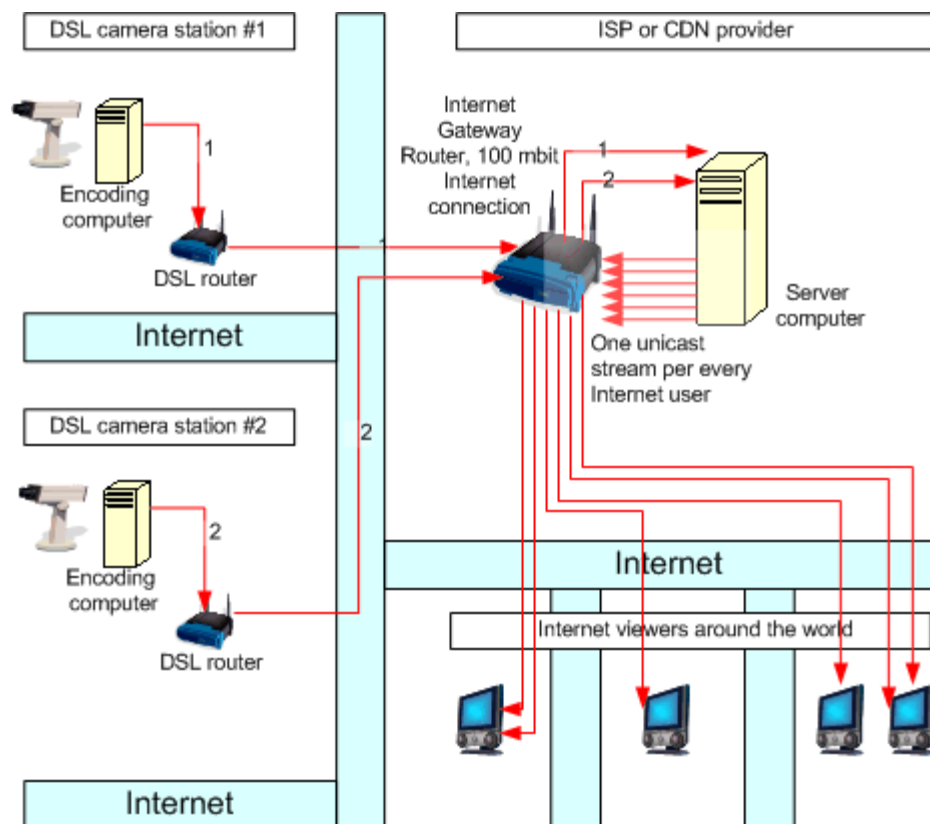 DSL camera station #1
ISP or CDN provider
Internet
Gateway
Router, 100 mbit
Internet
connection
1
Encoding
computer
DSL router
1
1
2
Server
computer
One unicast
stream per every
Internet user
Internet
DSL camera station #2
2
2
Encoding
computer
DSL router
Internet
Internet viewers around the world
Internet